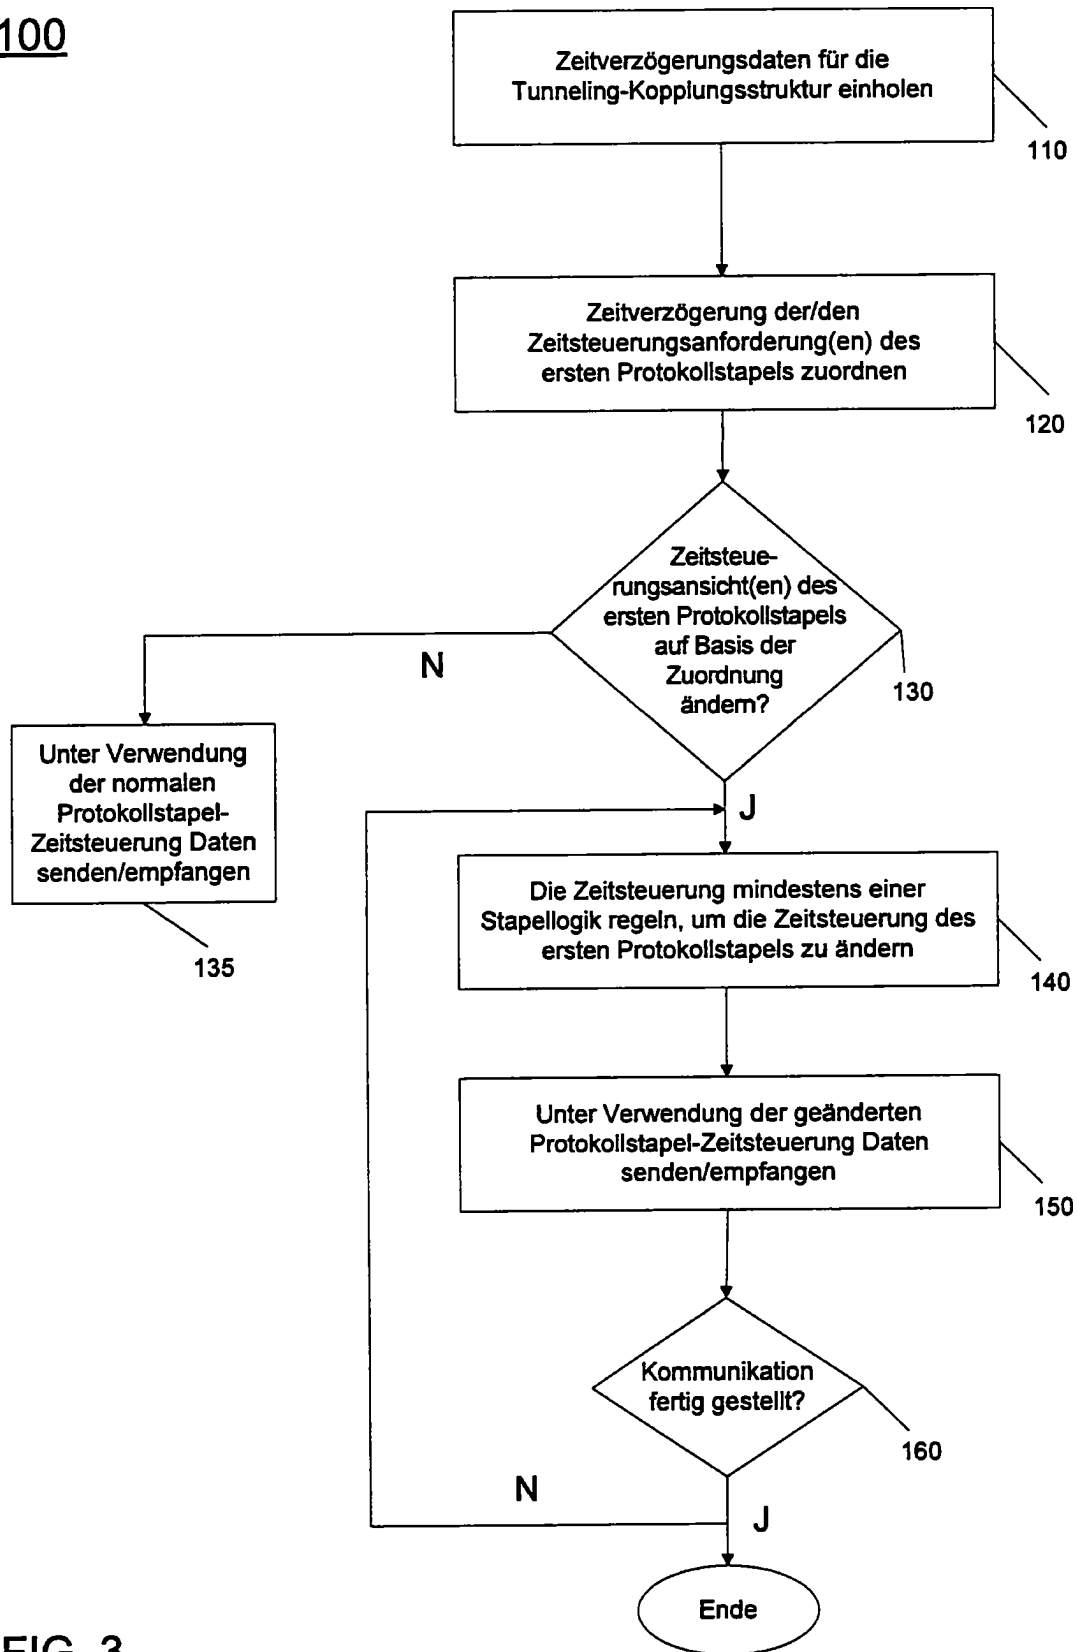 100
Zeitverzögerungsdaten für die
Tunneling-Kopplungsstruktur einholen
110
Zeitverzögerung der/den
Zeitsteuerungsanforderung(en) des
ersten Protokollstapels zuordnen
120
Zeitsteue-
rungsansicht(en) des
ersten Protokollstapels
auf Basis der
Zuordnung
ändern?
130
N
J
Unter Verwendung
der normalen
Protokollstapel-
Zeitsteuerung Daten
senden/empfangen
135
Die Zeitsteuerung mindestens einer
Stapellogik regeln, um die Zeitsteuerung des
ersten Protokollstapels zu ändern
140
Unter Verwendung der geänderten
Protokollstapel-Zeitsteuerung Daten
senden/empfangen
150
Kommunikation
fertig gestellt?
160
N
J
Ende
FIG. 3